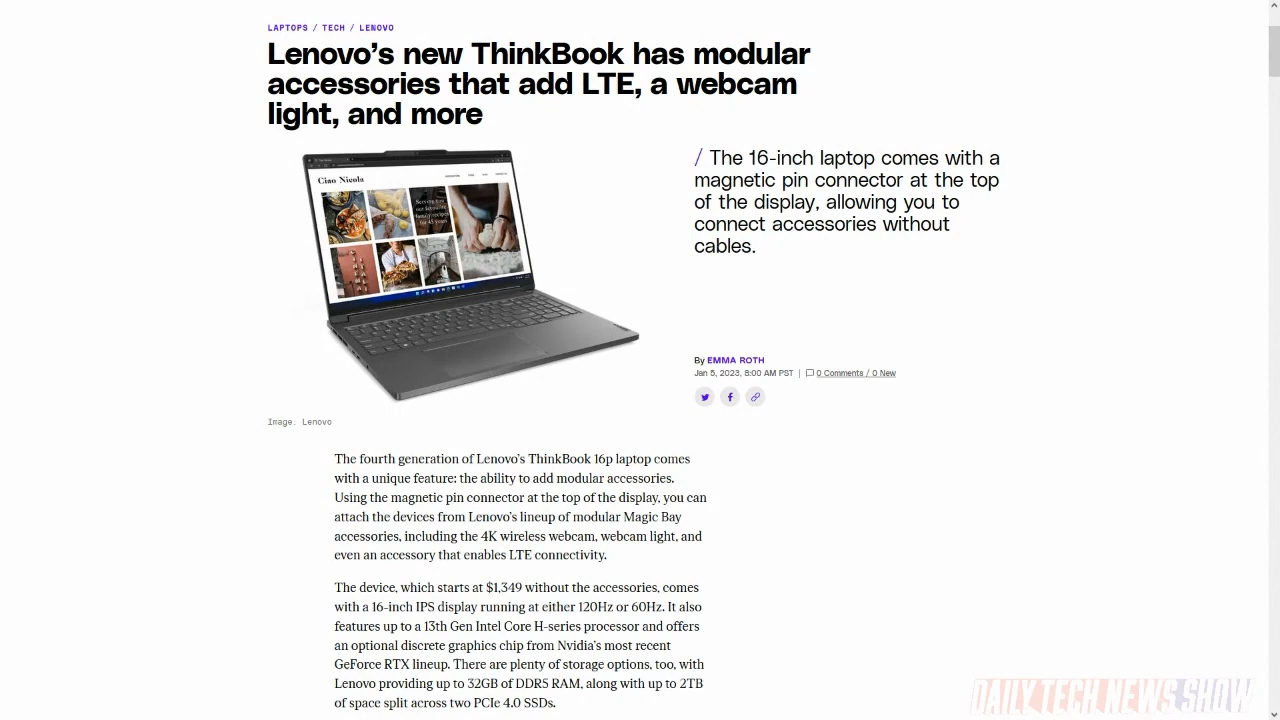 LAPTOPS / TECH / LENOVO
Lenovo’s new ThinkBook has modular
accessories that add LTE, a webcam
light, and more
Ciao Nicola
Serving you
our favourite
family recipes
for 45 years
/ The 16-inch laptop comes with a
magnetic pin connector at the top
of the display, allowing you to
connect accessories without
cables.
By EMMA ROTH
Jan 5, 2023, 8:00 AM PST | 0 Comments / 0 New
Image: Lenovo
The fourth generation of Lenovo’s ThinkBook 16p laptop comes
with a unique feature: the ability to add modular accessories.
Using the magnetic pin connector at the top of the display, you can
attach the devices from Lenovo’s lineup of modular Magic Bay
accessories, including the 4K wireless webcam, webcam light, and
even an accessory that enables LTE connectivity.
The device, which starts at $1,349 without the accessories, comes
with a 16-inch IPS display running at either 120Hz or 60Hz. It also
features up to a 13th Gen Intel Core H-series processor and offers
an optional discrete graphics chip from Nvidia’s most recent
GeForce RTX lineup. There are plenty of storage options, too, with
Lenovo providing up to 32GB of DDR5 RAM, along with up to 2TB
of space split across two PCIe 4.0 SSDs.
DAILY TECH NEWS SHOW